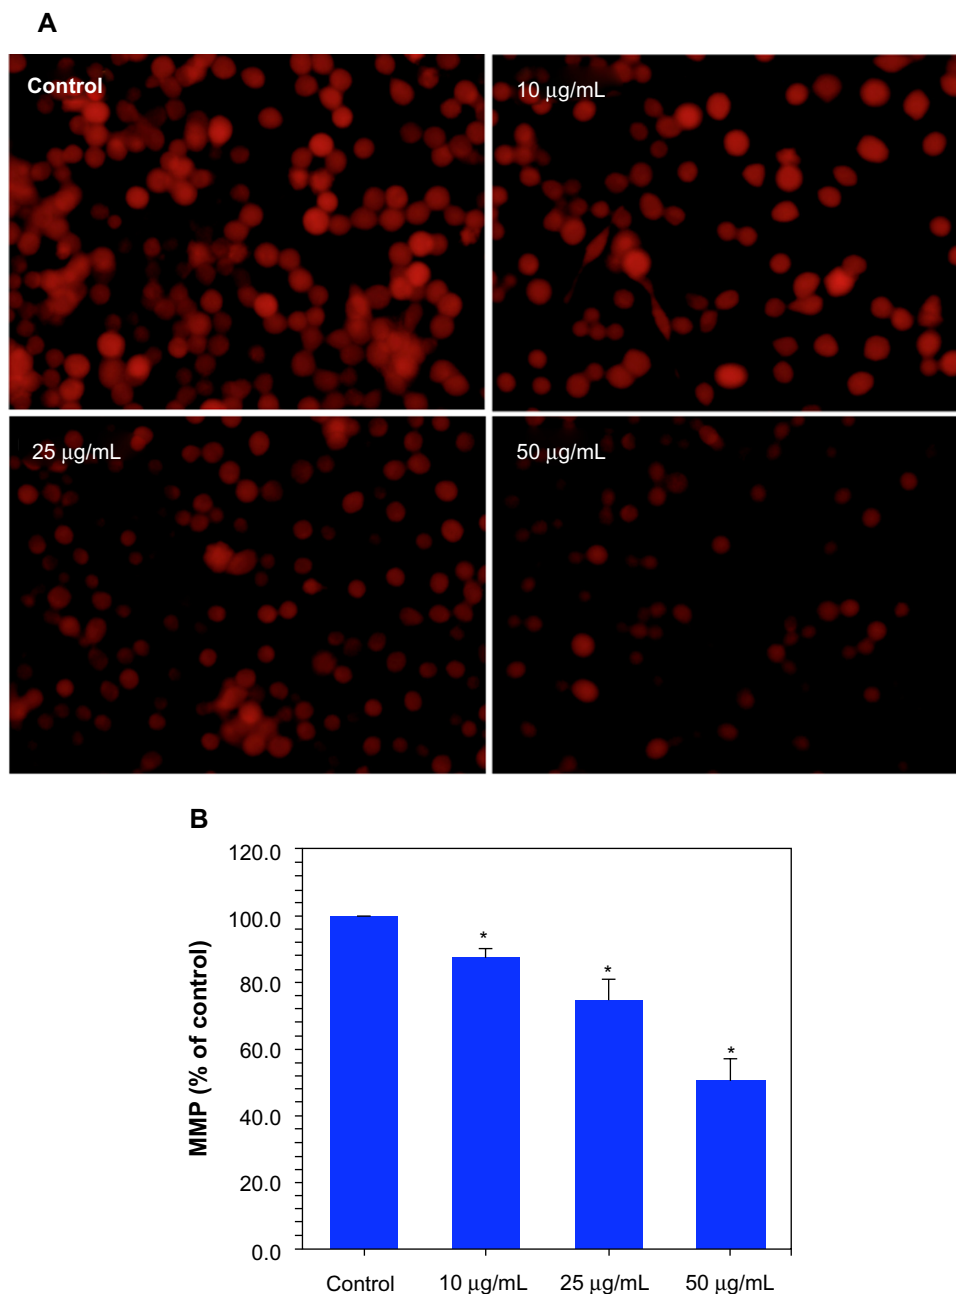 A
Control
10 μg/mL
25 μg/mL
50 μg/mL
B
MMP (% of control)
120.0
100.0
80.0
60.0
40.0
20.0
0.0
*
*
*
Control
10 μg/mL
25 μg/mL
50 μg/mL